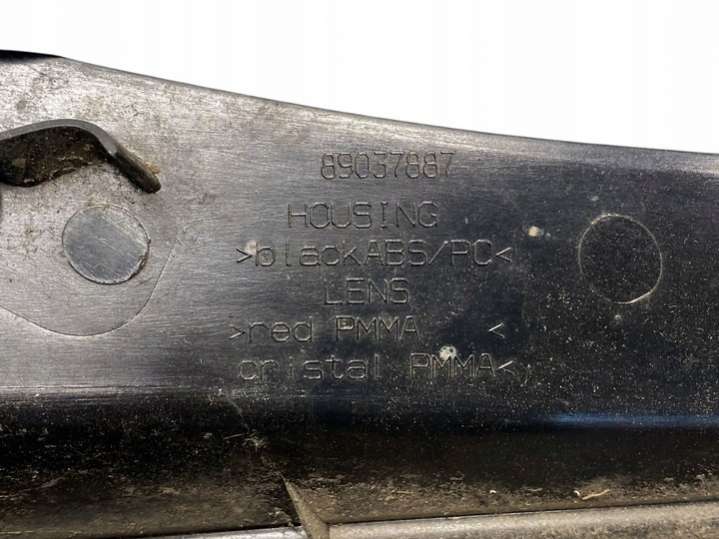 89037887
HOUSING
>blackABS/PC<
LENS
>red PMMA <
cristal PMMA<